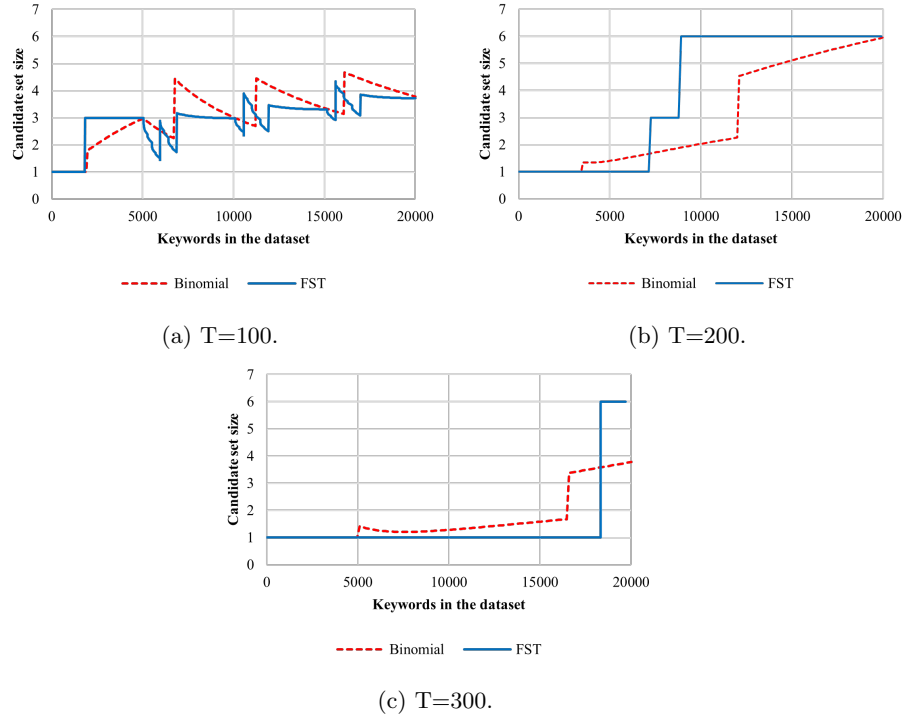 7
6
5
4
3
2
1
0
Candidate set size
0 5000 10000 15000 20000
Keywords in the dataset
Binomial FST
(a) T=100.
7
6
5
4
3
2
1
0
Candidate set size
0 5000 10000 15000 20000
Keywords in the dataset
Binomial FST
(b) T=200.
7
6
5
4
3
2
1
0
Candidate set size
0 5000 10000 15000 20000
Keywords in the dataset
Binomial FST
(c) T=300.